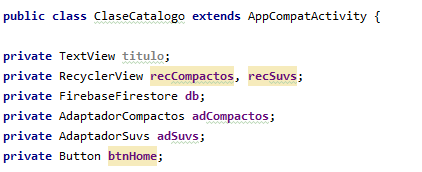 public class ClaseCatalogo extends AppCompatActivity {
private TextView titulo;
private RecyclerView recCompactos, recSuvs;
private FirebaseFirestore db;
private AdaptadorCompactos adCompactos;
private AdaptadorSuvs adSuvs;
private Button btnHome;